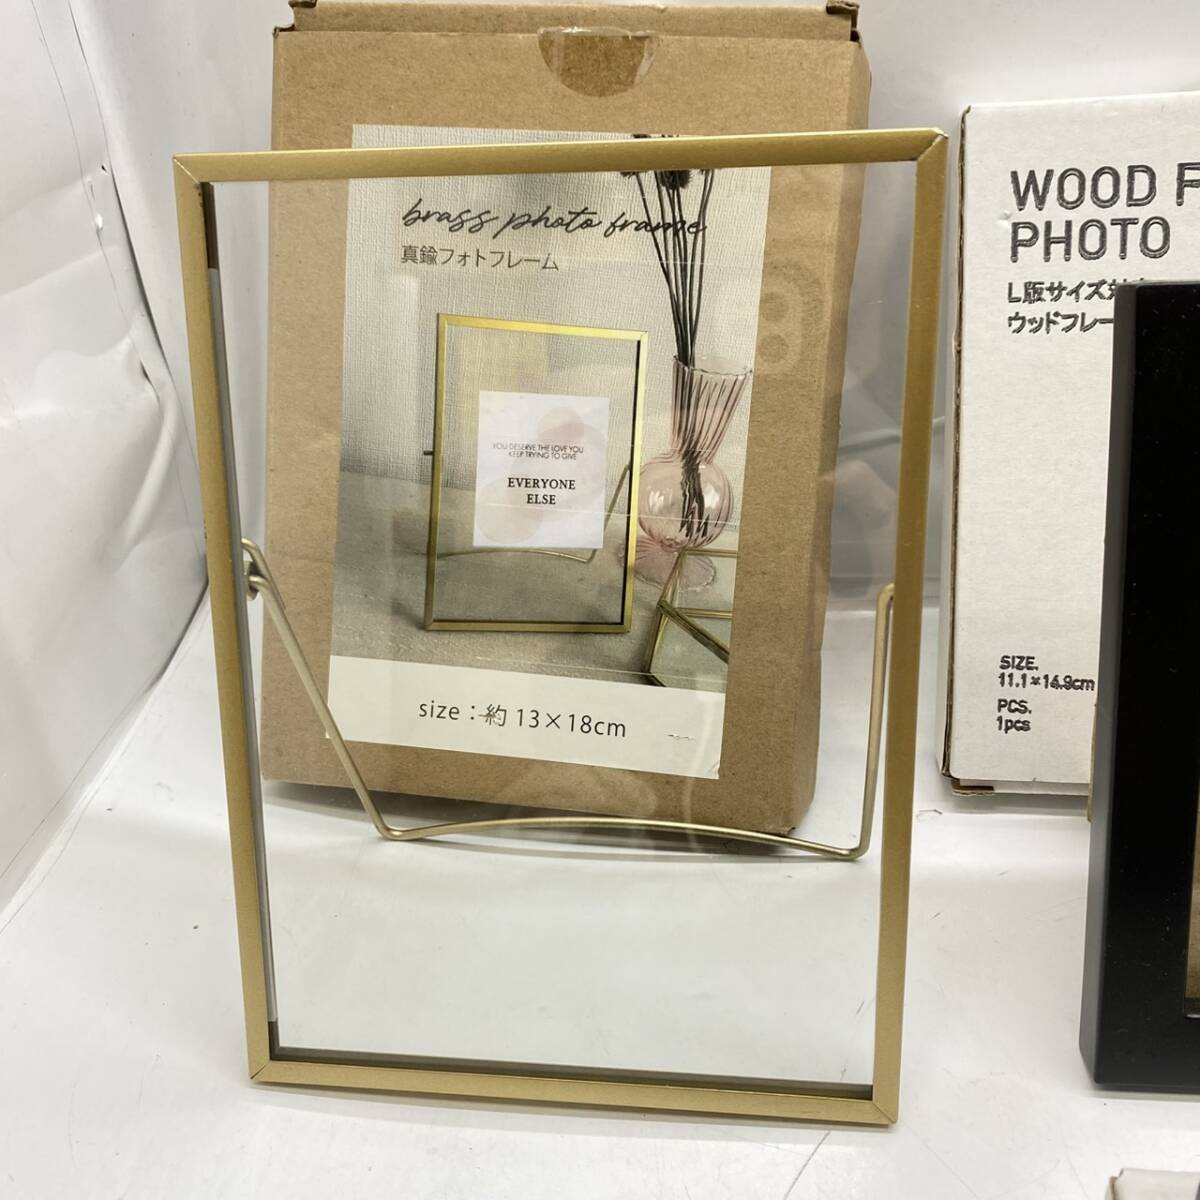 brass photo frame
真鍮フォトフレーム
YOU DESERVE THE LOVE YOU
KEEP TRYING TO GIVE
EVERYONE
ELSE
size：約 13×18cm
WOOD
PHOTO
L版サイズ
ウッドフレー
SIZE.
11.1×14.9cm
PCS.
1pcs